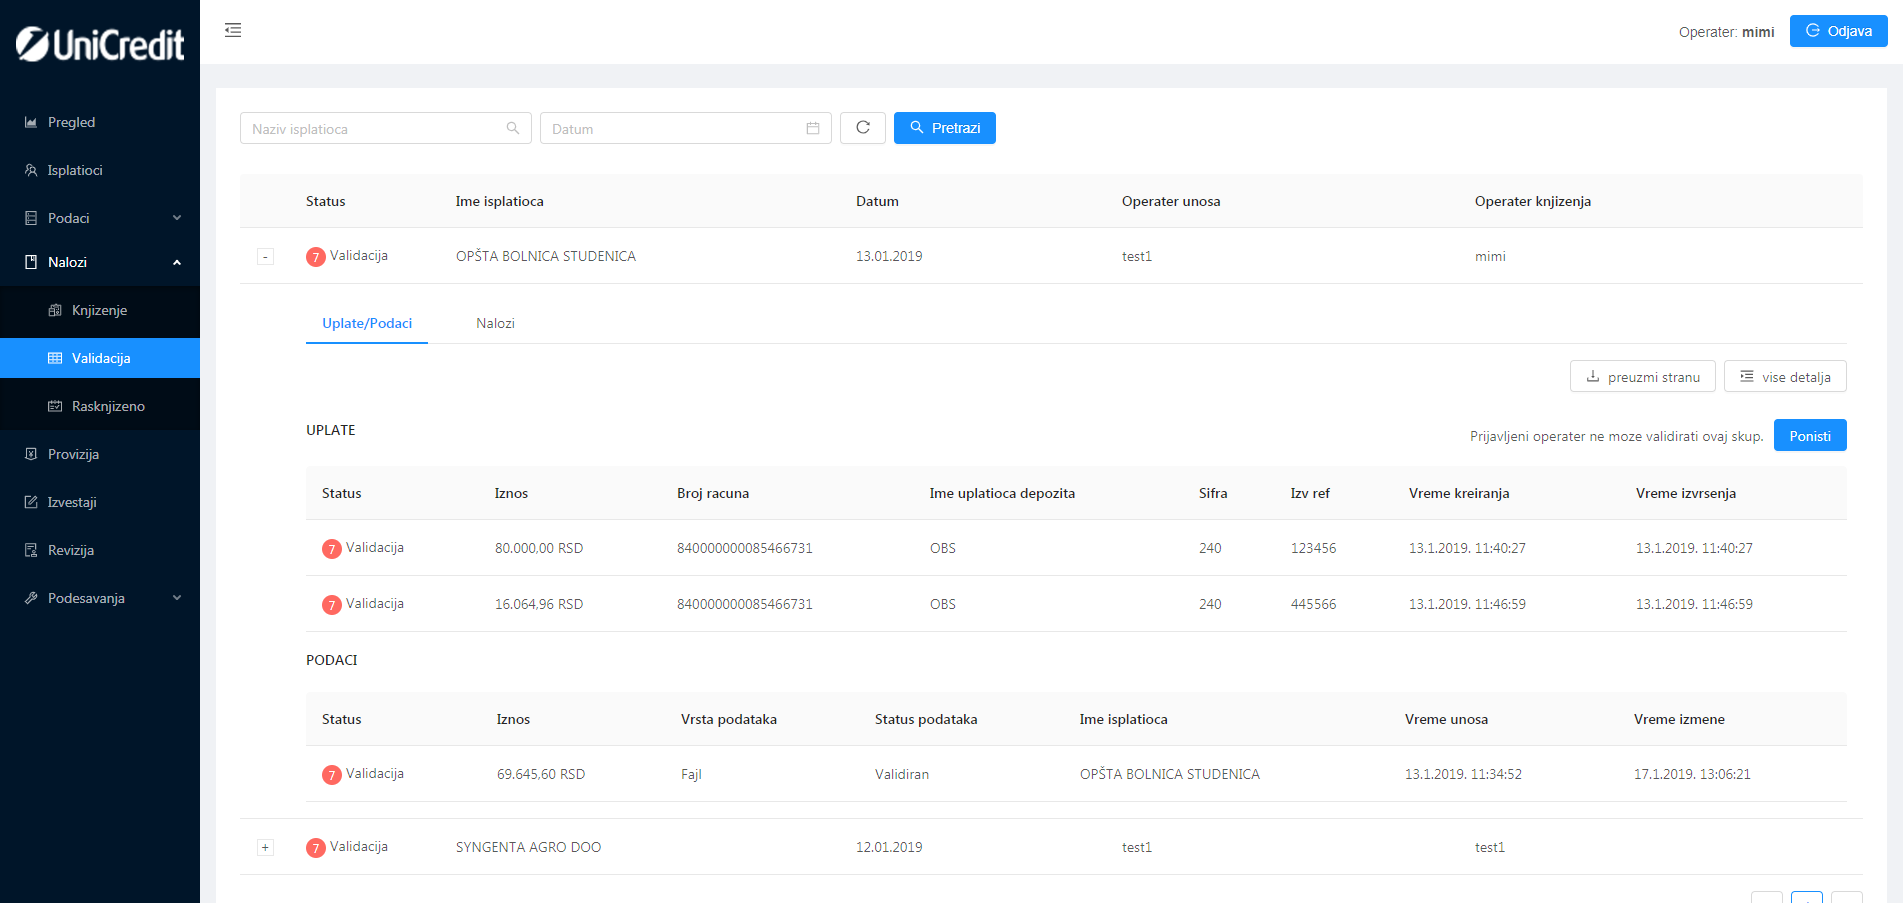 UniCredit
Operater: mimi
Odjava
Pregled
Isplatioci
Podaci
Nalozi
Knjizenje
Validacija
Rasknjizeno
Provizija
Izvestaji
Revizija
Podesavanja
Naziv isplatioca Datum Pretrazi
Status Ime isplatioca Datum Operater unosa Operater knjizenja
- 7 Validacija OPŠTA BOLNICA STUDENICA 13.01.2019 test1 mimi
Uplate/Podaci Nalozi
preuzmi stranu vise detalja
UPLATE Prijavljeni operater ne moze validirati ovaj skup. Ponisti
Status Iznos Broj racuna Ime uplatioca depozita Sifra Izv ref Vreme kreiranja Vreme izvrsenja
7 Validacija 80.000,00 RSD 840000000085466731 OBS 240 123456 13.1.2019. 11:40:27 13.1.2019. 11:40:27
7 Validacija 16.064,96 RSD 840000000085466731 OBS 240 445566 13.1.2019. 11:46:59 13.1.2019. 11:46:59
PODACI
Status Iznos Vrsta podataka Status podataka Ime isplatioca Vreme unosa Vreme izmene
7 Validacija 69.645,60 RSD Fajl Validiran OPŠTA BOLNICA STUDENICA 13.1.2019. 11:34:52 17.1.2019. 13:06:21
+ 7 Validacija SYNGENTA AGRO DOO 12.01.2019 test1 test1